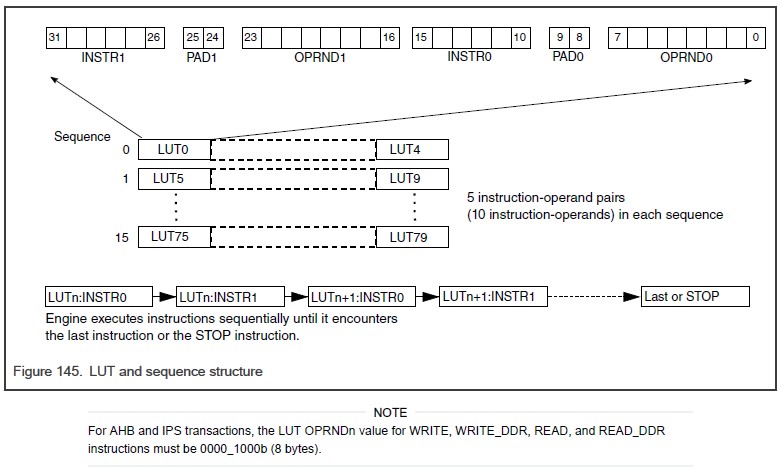 31 26 25 24 23 16 15 10 9 8 7 0
INSTR1 PAD1 OPRND1 INSTR0 PAD0 OPRND0
Sequence
0 LUT0 LUT4
1 LUT5 LUT9
5 instruction-operand pairs
(10 instruction-operands) in each sequence
15 LUT75 LUT79
LUTn:INSTR0 LUTn:INSTR1 LUTn+1:INSTR0 LUTn+1:INSTR1 Last or STOP
Engine executes instructions sequentially until it encounters
the last instruction or the STOP instruction.
Figure 145. LUT and sequence structure
NOTE
For AHB and IPS transactions, the LUT OPRNDn value for WRITE, WRITE_DDR, READ, and READ_DDR
instructions must be 0000_1000b (8 bytes).